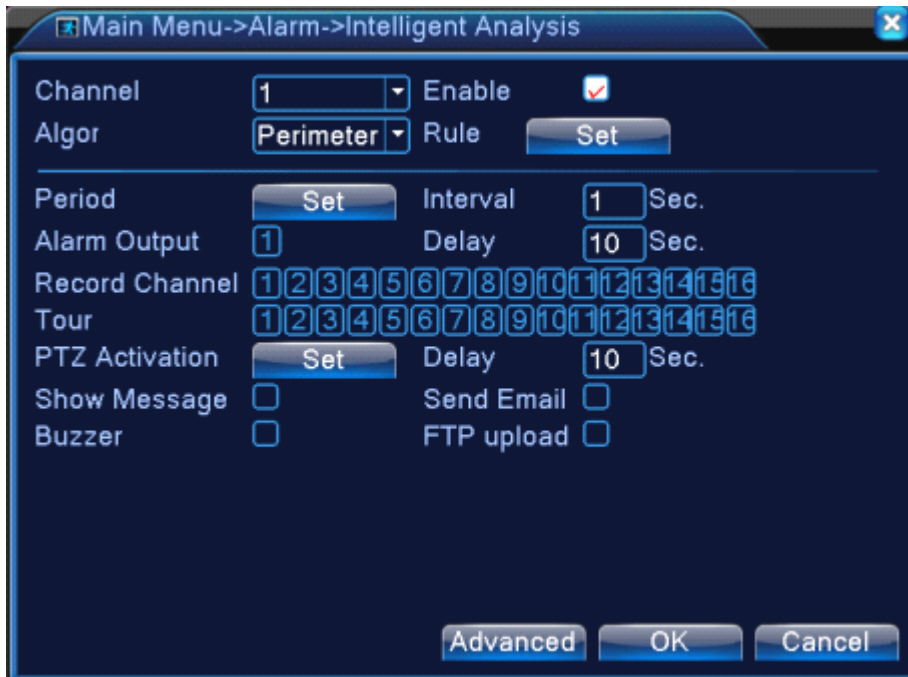 Main Menu->Alarm->Intelligent Analysis
Channel 1 Enable
Algor Perimeter Rule Set
Period Set Interval 1 Sec.
Alarm Output 1 Delay 10 Sec.
Record Channel 1 2 3 4 5 6 7 8 9 10 11 12 13 14 15 16
Tour 1 2 3 4 5 6 7 8 9 10 11 12 13 14 15 16
PTZ Activation Set Delay 10 Sec.
Show Message Send Email
Buzzer FTP upload
Advanced OK Cancel